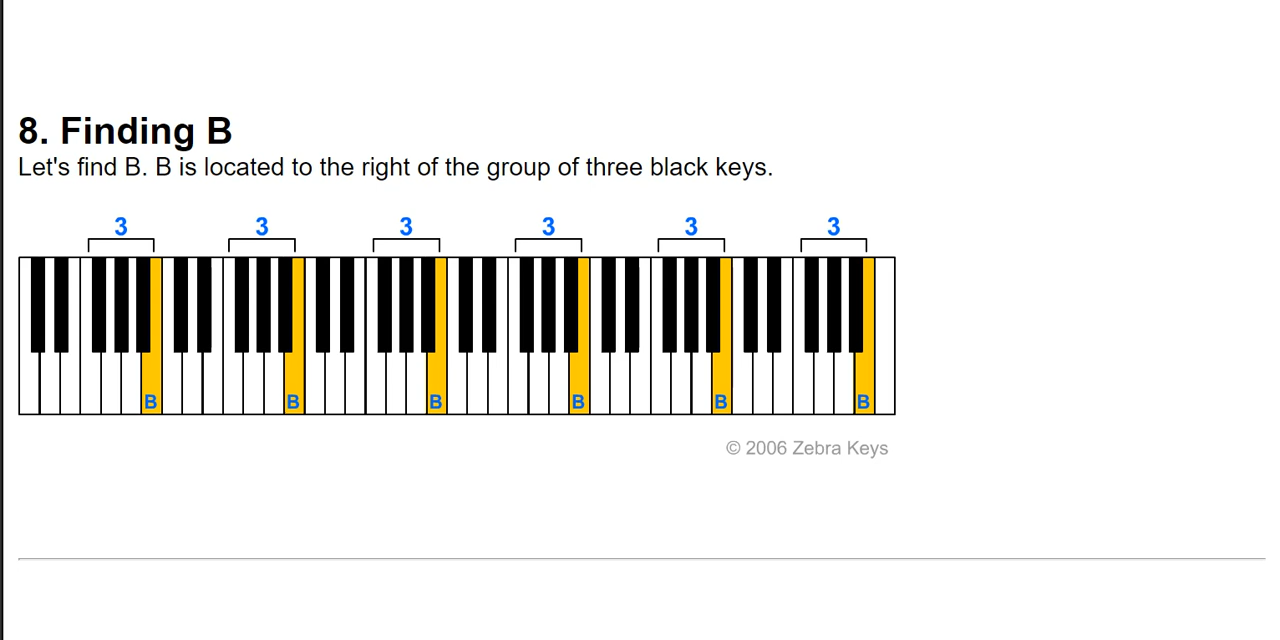 8. Finding B
Let's find B. B is located to the right of the group of three black keys.
3 3 3 3 3 3
B B B B B B
© 2006 Zebra Keys